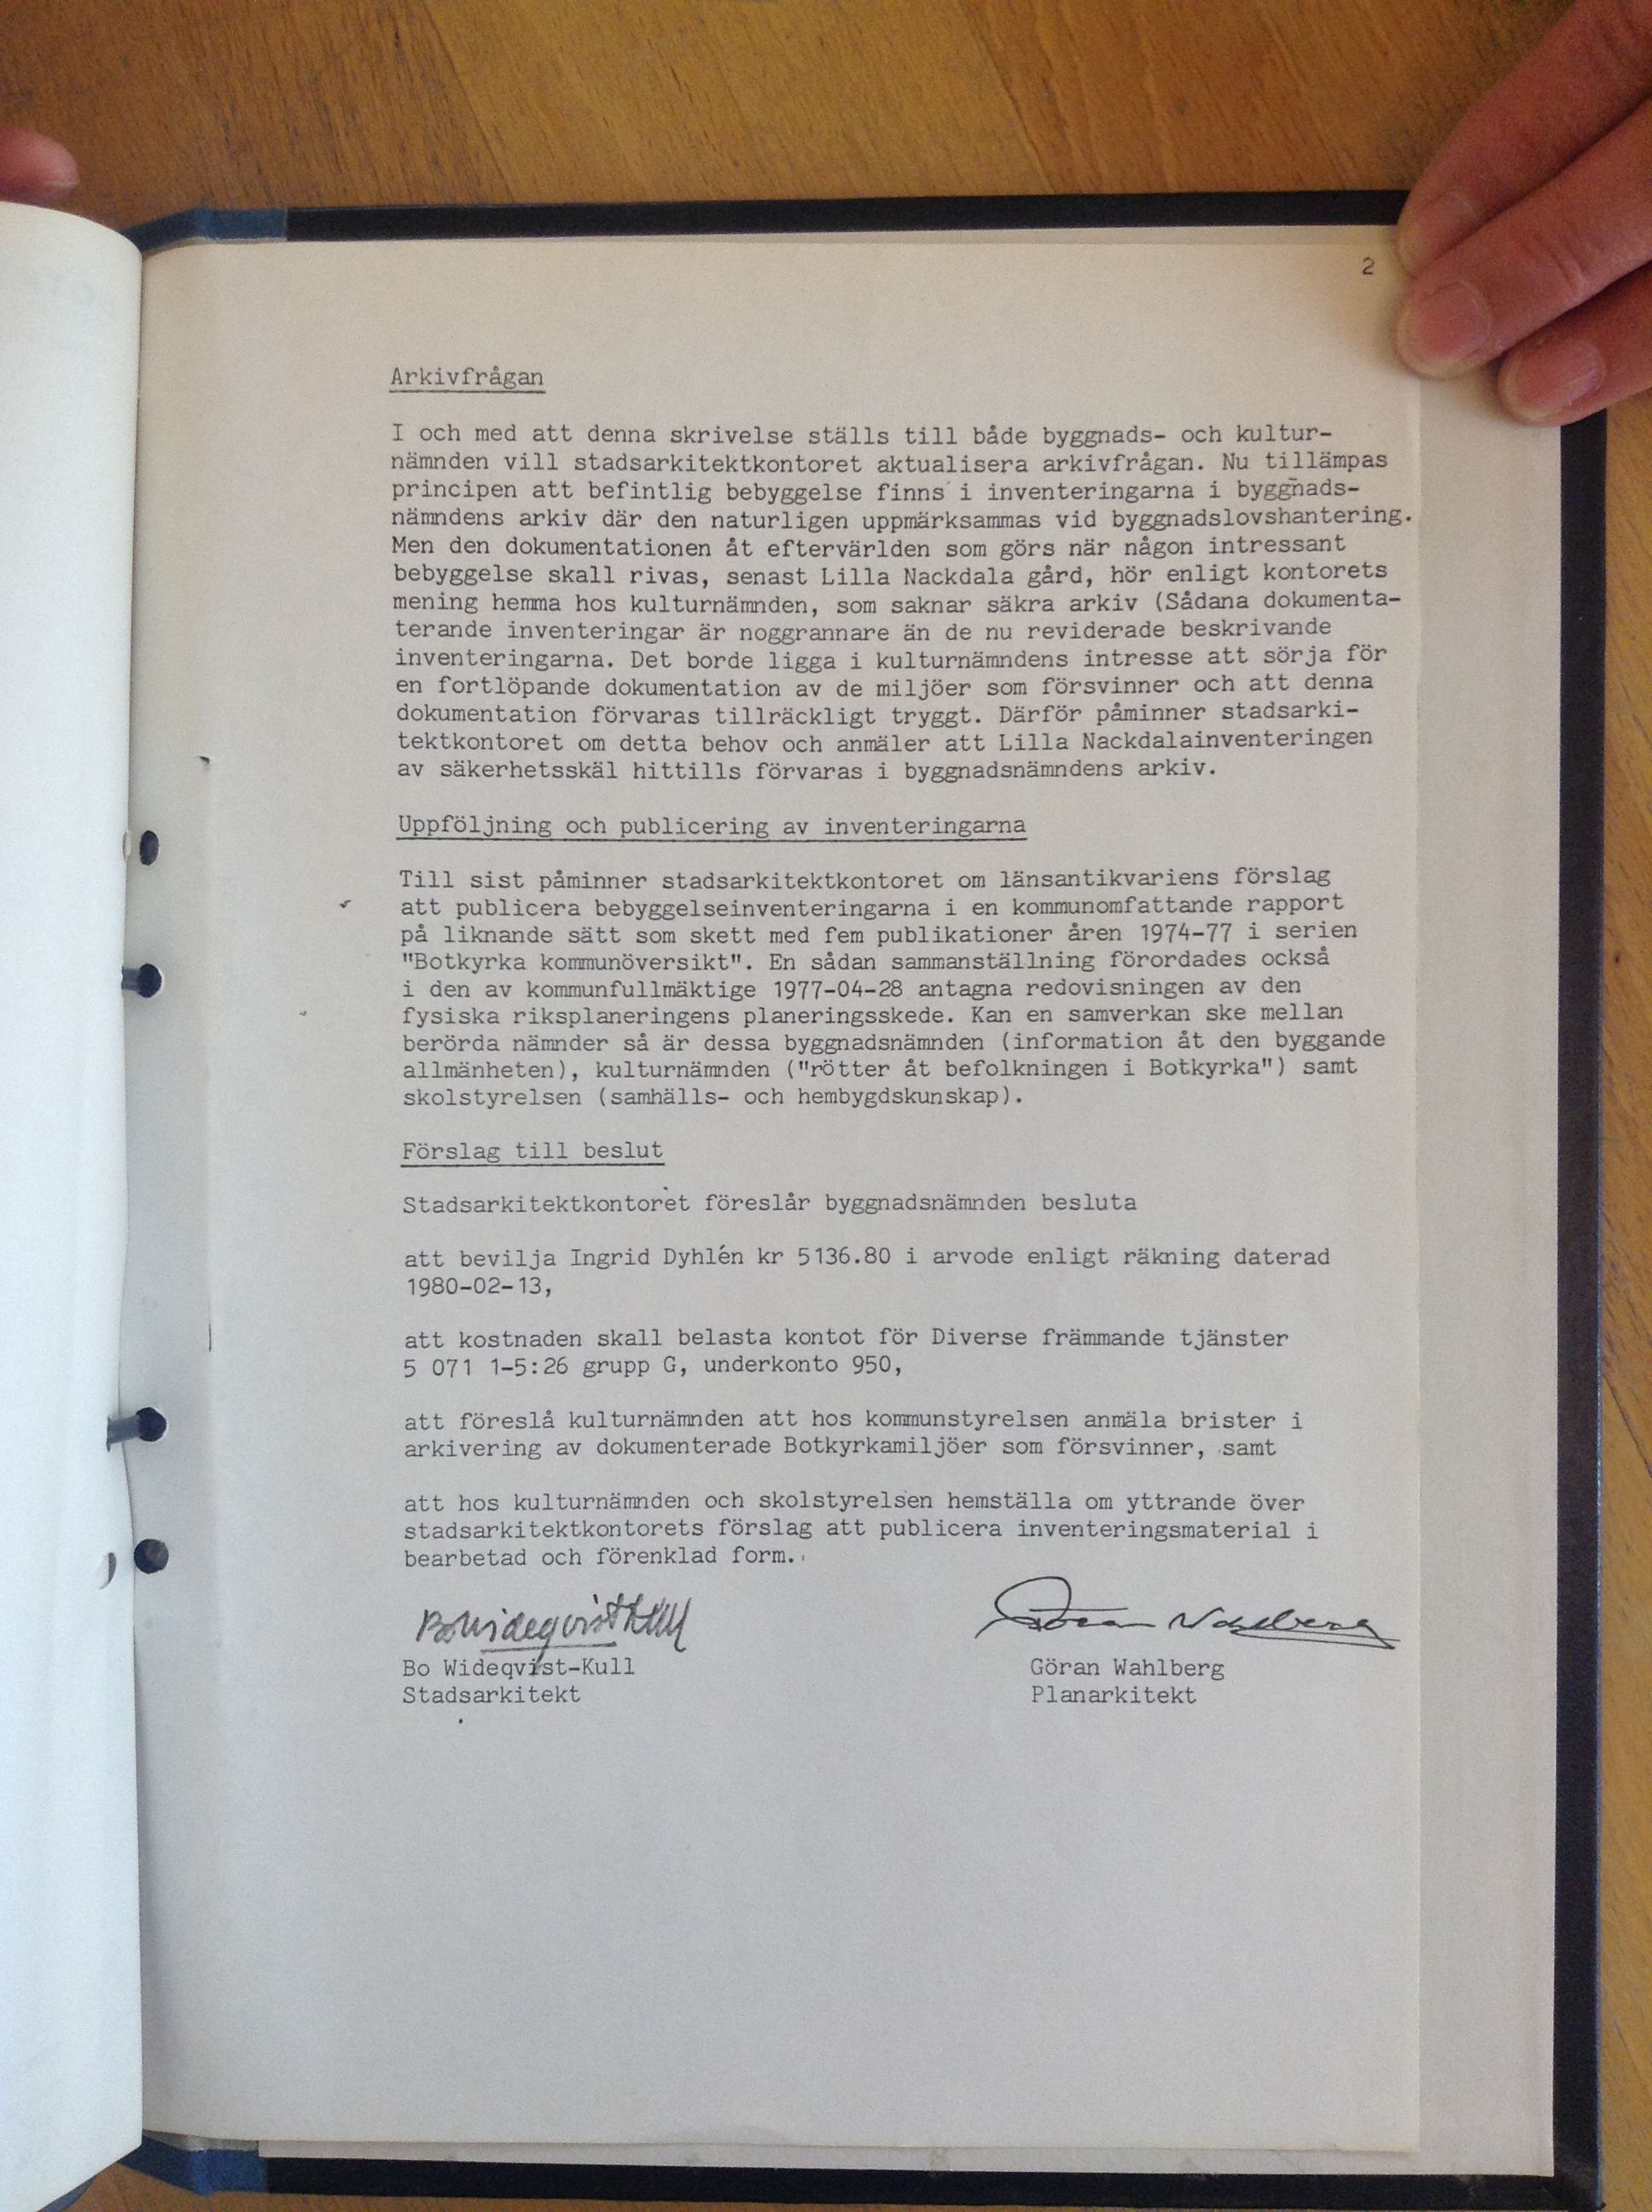 2
Arkivfrågan
I och med att denna skrivelse ställs till både byggnads- och kultur-
nämnden vill stadsarkitektkontoret aktualisera arkivfrågan. Nu tillämpas
principen att befintlig bebyggelse finns i inventeringarna i byggnads-
nämndens arkiv där den naturligen uppmärksammas vid byggnadslovshantering.
Men den dokumentationen åt eftervärlden som görs när någon intressant
bebyggelse skall rivas, senast Lilla Nackdala gård, hör enligt kontorets
mening hemma hos kulturnämnden, som saknar säkra arkiv (Sådana dokumenta-
terande inventeringar är noggrannare än de nu reviderade beskrivande
inventeringarna. Det borde ligga i kulturnämndens intresse att sörja för
en fortlöpande dokumentation av de miljöer som försvinner och att denna
dokumentation förvaras tillräckligt tryggt. Därför påminner stadsarki-
tektkontoret om detta behov och anmäler att Lilla Nackdalainventeringen
av säkerhetsskäl hittills förvaras i byggnadsnämndens arkiv.
Uppföljning och publicering av inventeringarna
Till sist påminner stadsarkitektkontoret om länsantikvariens förslag
att publicera bebyggelseinventeringarna i en kommunomfattande rapport
på liknande sätt som skett med fem publikationer åren 1974-77 i serien
"Botkyrka kommunöversikt". En sådan sammanställning förordades också
i den av kommunfullmäktige 1977-04-28 antagna redovisningen av den
fysiska riksplaneringens planeringsskede. Kan en samverkan ske mellan
berörda nämnder så är dessa byggnadsnämnden (information åt den byggande
allmänheten), kulturnämnden ("rötter åt befolkningen i Botkyrka") samt
skolstyrelsen (samhälls- och hembygdskunskap).
Förslag till beslut
Stadsarkitektkontoret föreslår byggnadsnämnden besluta
att bevilja Ingrid Dyhlén kr 5136.80 i arvode enligt räkning daterad
1980-02-13,
att kostnaden skall belasta kontot för Diverse främmande tjänster
5 071 1-5:26 grupp G, underkonto 950,
att föreslå kulturnämnden att hos kommunstyrelsen anmäla brister i
arkivering av dokumenterade Botkyrkamiljöer som försvinner, samt
att hos kulturnämnden och skolstyrelsen hemställa om yttrande över
stadsarkitektkontorets förslag att publicera inventeringsmaterial i
bearbetad och förenklad form.
Bo Wideqvist Kull Göran Wahlberg
Bo Wideqvist-Kull Göran Wahlberg
Stadsarkitekt Planarkitekt